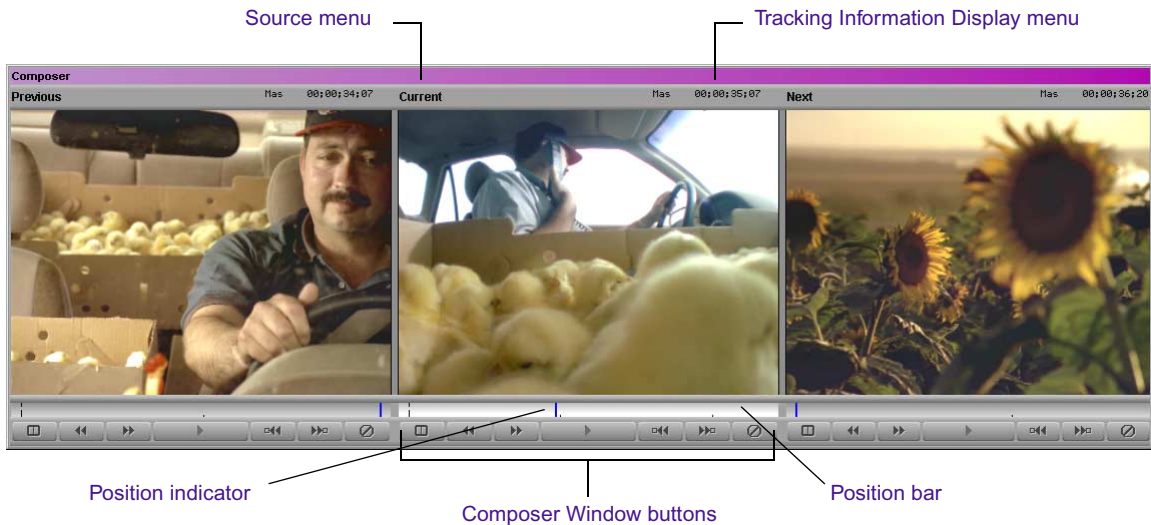 Source menu
Tracking Information Display menu
Composer
Previous Mas 00;00;34;07
Current Mas 00;00;35;07
Next Mas 00;00;36;20
Position indicator
Position bar
Composer Window buttons